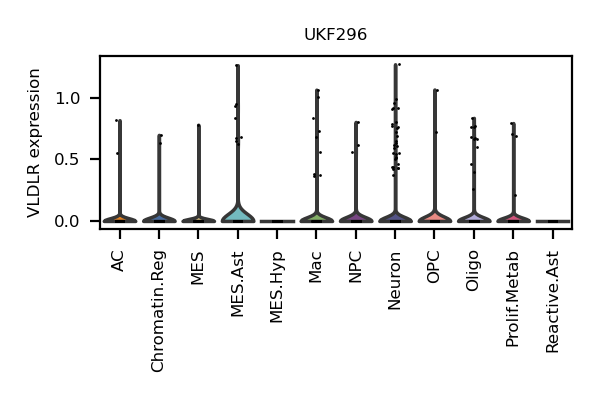 UKF296
VLDLR expression
1.0
0.5
0.0
AC
Chromatin.Reg
MES
MES.Ast
MES.Hyp
Mac
NPC
Neuron
OPC
Oligo
Prolif.Metab
Reactive.Ast